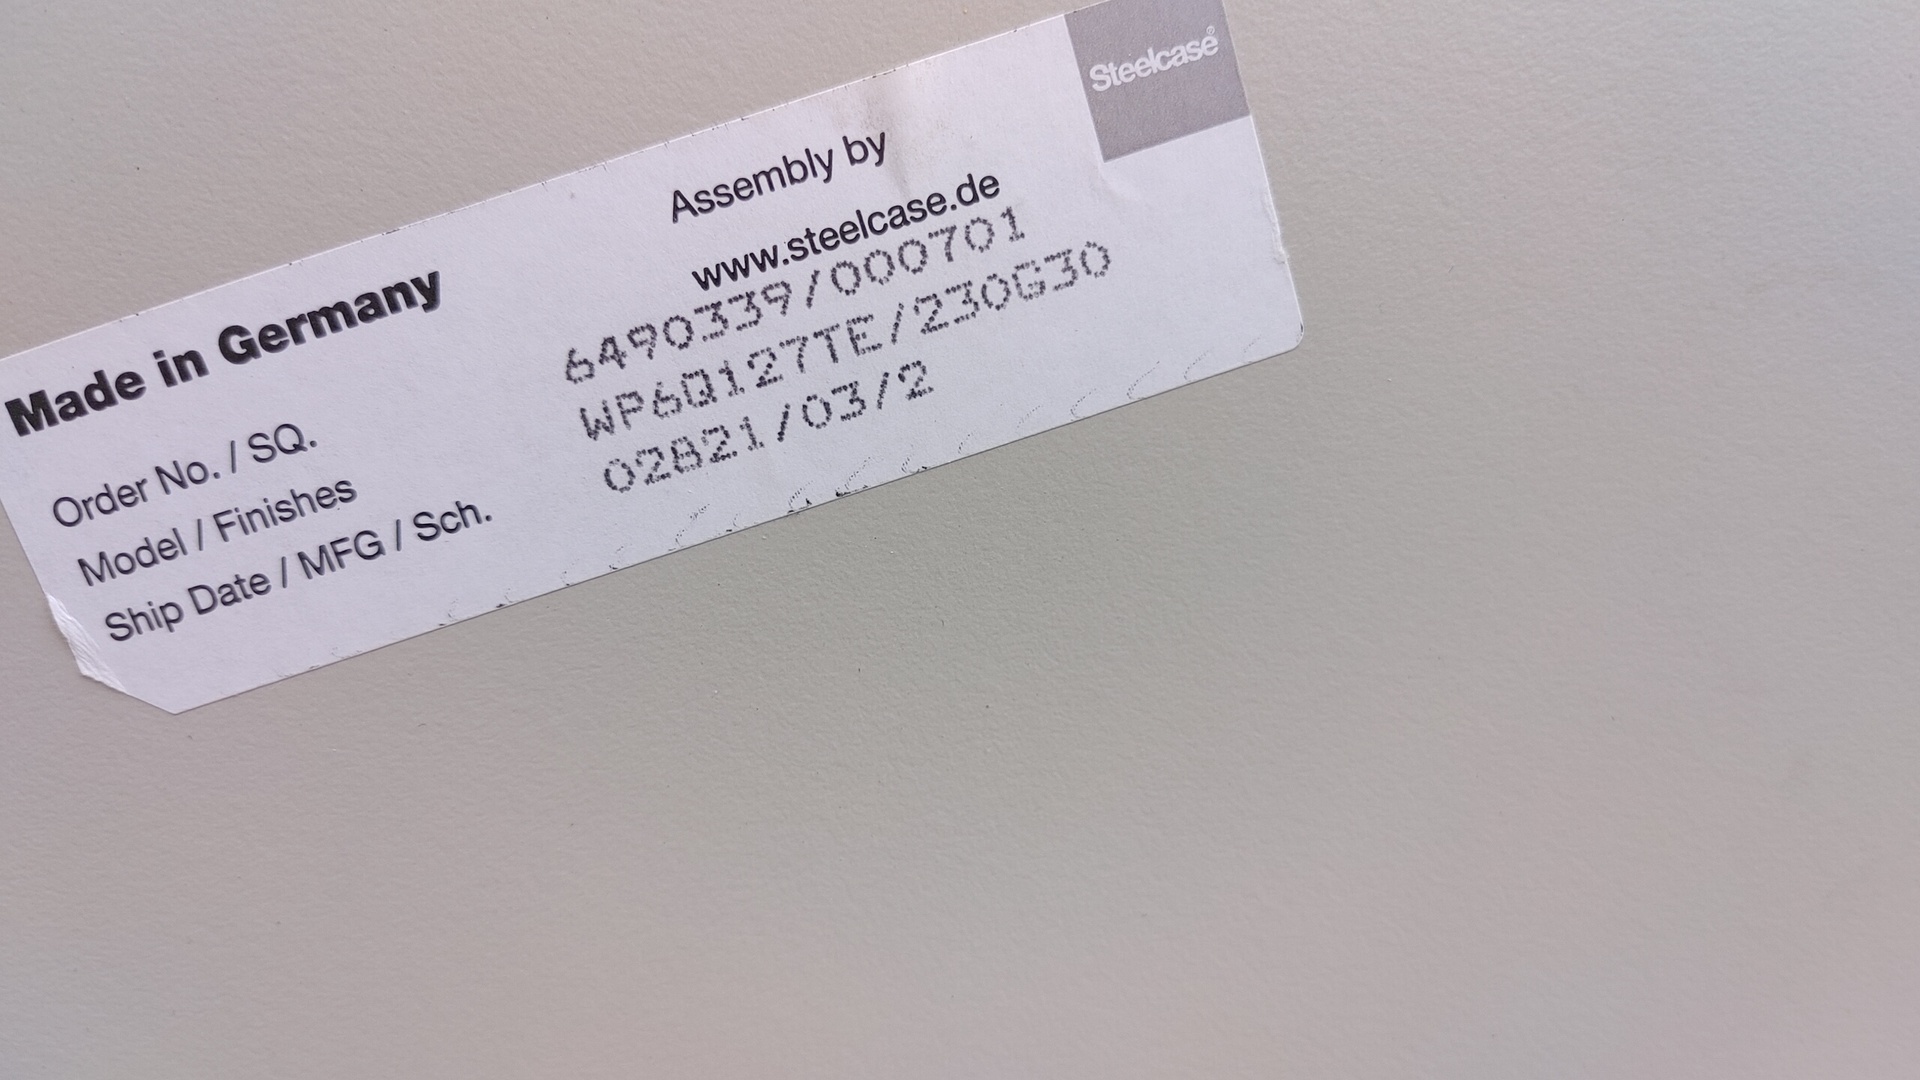 Steelcase®
Assembly by
www.steelcase.de
Made in Germany
Order No. / SQ. 6490339/000701
Model / Finishes WP6Q127TE/230G30
Ship Date / MFG / Sch. 02821/03/2